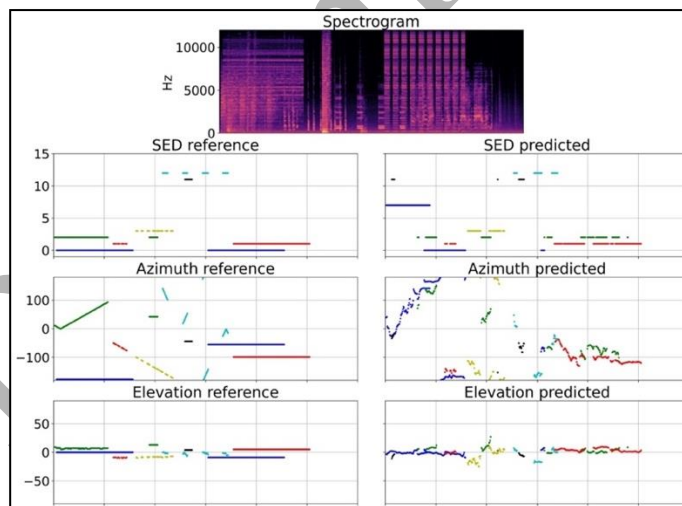 Spectrogram
10000
5000
0
Hz
SED reference
SED predicted
15
10
5
0
Azimuth reference
Azimuth predicted
100
0
−100
Elevation reference
Elevation predicted
50
0
−50